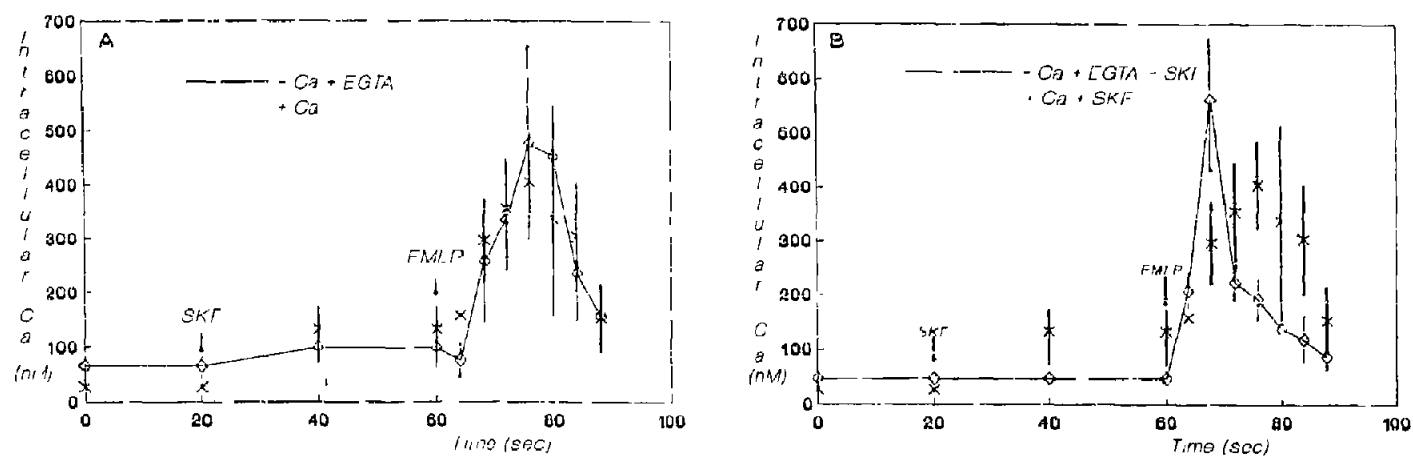 A
Intracellular Ca (nM)
700
600
500
400
300
200
100
0
- Ca + EGTA
+ Ca
SKF
FMLP
0 20 40 60 80 100
Time (sec)
B
Intracellular Ca (nM)
700
600
500
400
300
200
100
0
- Ca + EGTA - SKF
+ Ca + SKF
SKF
FMLP
0 20 40 60 80 100
Time (sec)